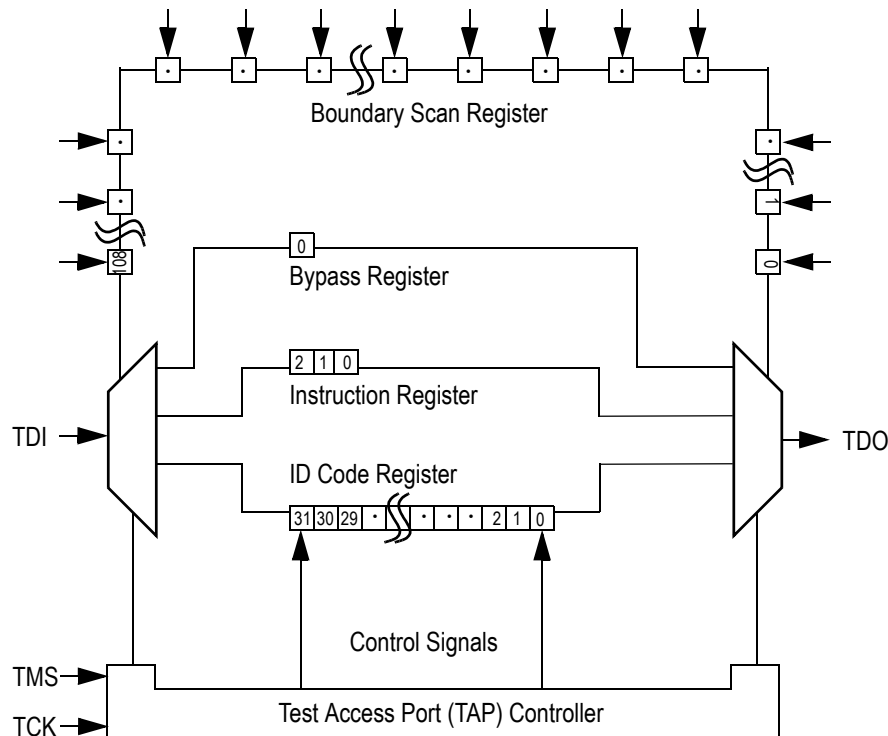 · · · · · · · ·
Boundary Scan Register
· ·
· 1
108 0 0
Bypass Register
2 1 0
Instruction Register
TDI TDO
ID Code Register
31 30 29 · · · · 2 1 0
Control Signals
TMS
Test Access Port (TAP) Controller
TCK